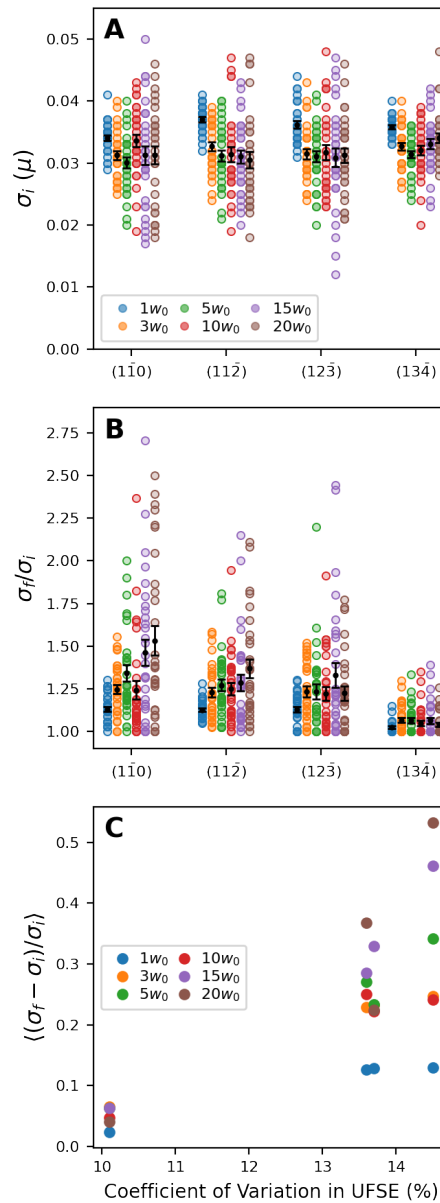 A
0.05
0.04
0.03
0.02
0.01
0.00
σᵢ (μ)
1w₀ 5w₀ 15w₀
3w₀ 10w₀ 20w₀
(11̄0) (112̄) (123̄) (134̄)
B
2.75
2.50
2.25
2.00
1.75
1.50
1.25
1.00
σ_f/σᵢ
(11̄0) (112̄) (123̄) (134̄)
C
0.5
0.4
0.3
0.2
0.1
0.0
⟨(σ_f − σᵢ)/σᵢ⟩
1w₀ 10w₀
3w₀ 15w₀
5w₀ 20w₀
10 11 12 13 14
Coefficient of Variation in UFSE (%)